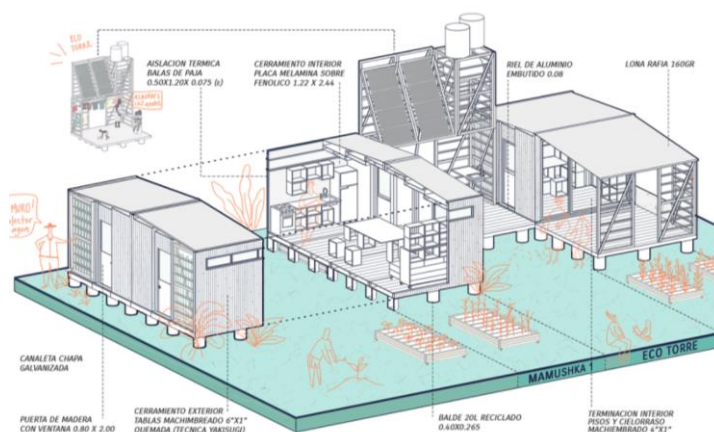 ECO
TORRE
AISLACION TERMICA
BALAS DE PAJA
0.50X1.20X 0.075 (e)
CERRAMIENTO INTERIOR
PLACA MELAMINA SOBRE
FENOLICO 1.22 X 2.44
RIEL DE ALUMINIO
EMBUTIDO 0.08
LONA RAFIA 160GR
MURO!
CANALETA CHAPA
GALVANIZADA
MAMUSHKA 1
ECO TORRE
PUERTA DE MADERA
CON VENTANA 0.80 X 2.00
CERRAMIENTO EXTERIOR
TABLAS MACHIMBREADO 6"X1"
QUEMADA (TECNICA YAKISUGI)
BALDE 20L RECICLADO
0.40X0.265
TERMINACION INTERIOR
PISOS Y CIELORRASO
MACHIEMBRADO 4"X1"